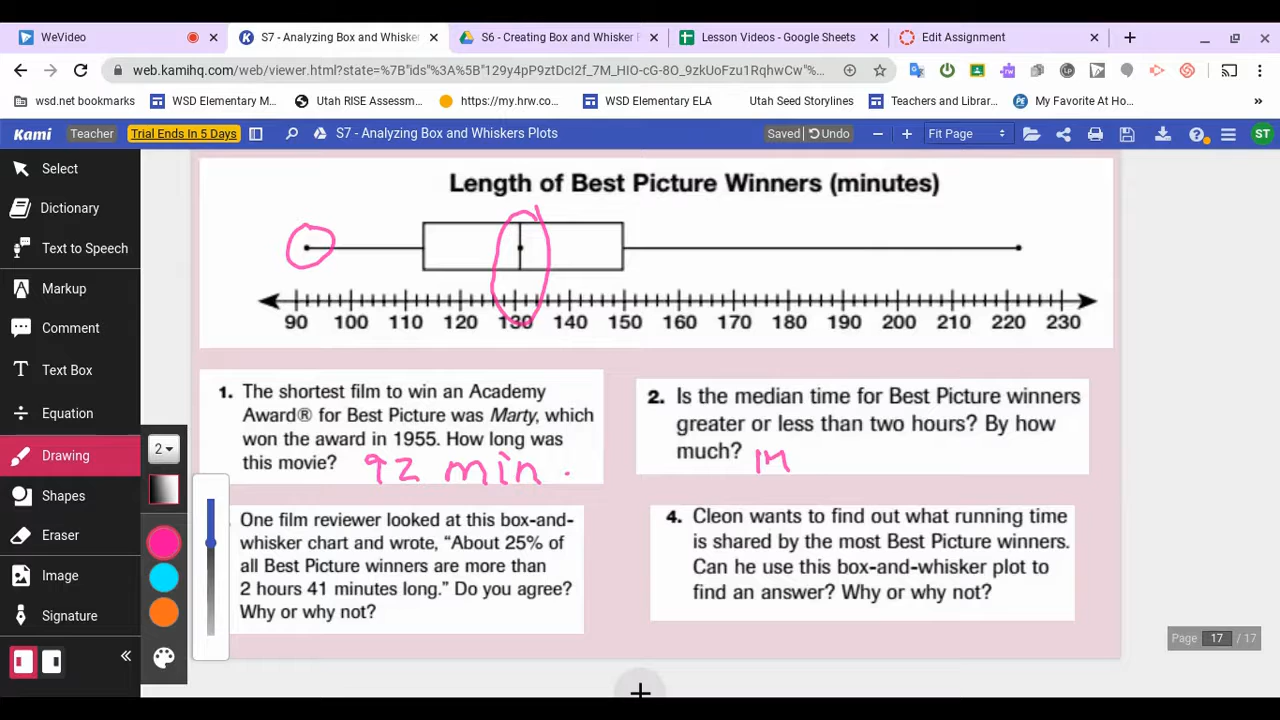 WeVideo
S7 - Analyzing Box and Whiske
S6 - Creating Box and Whisker
Lesson Videos - Google Sheets
Edit Assignment
web.kamihq.com/web/viewer.html?state=%7B"ids"%3A%5B"129y4pP9ztDcI2f_7M_HIO-cG-8O_9zkUoFzu1RqhwCw"%...
wsd.net bookmarks
WSD Elementary M...
Utah RISE Assessm...
https://my.hrw.co...
WSD Elementary ELA
Utah Seed Storylines
Teachers and Librar...
My Favorite At Ho...
»
Kami
Teacher
Trial Ends In 5 Days
S7 - Analyzing Box and Whiskers Plots
Saved
Undo
Fit Page
ST
Select
Dictionary
Text to Speech
Markup
Comment
Text Box
Equation
Drawing
Shapes
Eraser
Image
Signature
2
Length of Best Picture Winners (minutes)
90 100 110 120 130 140 150 160 170 180 190 200 210 220 230
1. The shortest film to win an Academy
Award® for Best Picture was Marty, which
won the award in 1955. How long was
this movie? 92 min.
2. Is the median time for Best Picture winners
greater or less than two hours? By how
much?
One film reviewer looked at this box-and-
whisker chart and wrote, “About 25% of
all Best Picture winners are more than
2 hours 41 minutes long.” Do you agree?
Why or why not?
4. Cleon wants to find out what running time
is shared by the most Best Picture winners.
Can he use this box-and-whisker plot to
find an answer? Why or why not?
Page 17 / 17